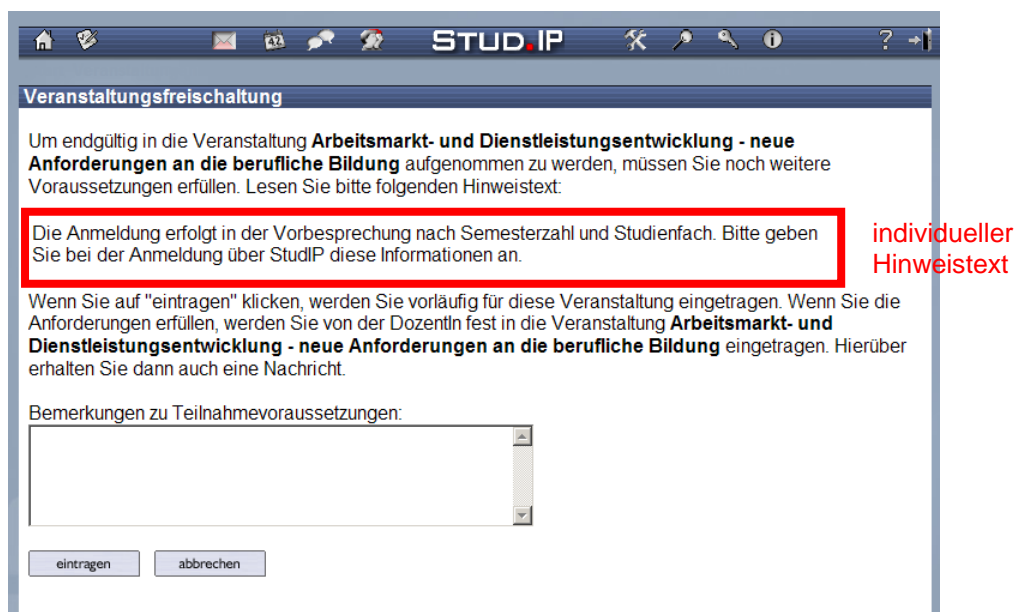 STUD.IP
42
?
Veranstaltungsfreischaltung
Um endgültig in die Veranstaltung Arbeitsmarkt- und Dienstleistungsentwicklung - neue
Anforderungen an die berufliche Bildung aufgenommen zu werden, müssen Sie noch weitere
Voraussetzungen erfüllen. Lesen Sie bitte folgenden Hinweistext:
Die Anmeldung erfolgt in der Vorbesprechung nach Semesterzahl und Studienfach. Bitte geben
Sie bei der Anmeldung über StudIP diese Informationen an.
individueller
Hinweistext
Wenn Sie auf "eintragen" klicken, werden Sie vorläufig für diese Veranstaltung eingetragen. Wenn Sie die
Anforderungen erfüllen, werden Sie von der DozentIn fest in die Veranstaltung Arbeitsmarkt- und
Dienstleistungsentwicklung - neue Anforderungen an die berufliche Bildung eingetragen. Hierüber
erhalten Sie dann auch eine Nachricht.
Bemerkungen zu Teilnahmevoraussetzungen:
eintragen abbrechen